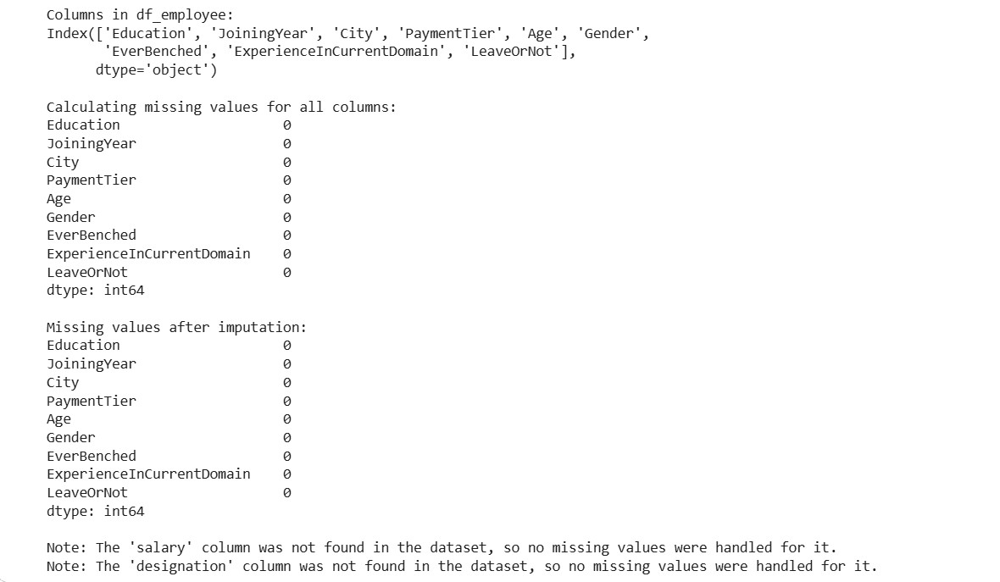 Columns in df_employee:
Index(['Education', 'JoiningYear', 'City', 'PaymentTier', 'Age', 'Gender',
       'EverBenched', 'ExperienceInCurrentDomain', 'LeaveOrNot'],
      dtype='object')

Calculating missing values for all columns:
Education                    0
JoiningYear                  0
City                         0
PaymentTier                  0
Age                          0
Gender                       0
EverBenched                  0
ExperienceInCurrentDomain    0
LeaveOrNot                   0
dtype: int64

Missing values after imputation:
Education                    0
JoiningYear                  0
City                         0
PaymentTier                  0
Age                          0
Gender                       0
EverBenched                  0
ExperienceInCurrentDomain    0
LeaveOrNot                   0
dtype: int64

Note: The 'salary' column was not found in the dataset, so no missing values were handled for it.
Note: The 'designation' column was not found in the dataset, so no missing values were handled for it.